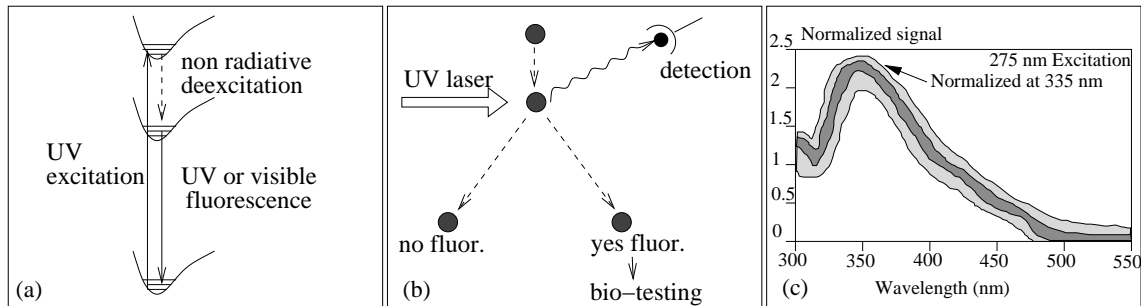 non radiative
deexcitation
UV
excitation
UV or visible
fluorescence
(a)
UV laser
detection
no fluor.
yes fluor.
bio−testing
(b)
Normalized signal
275 nm Excitation
Normalized at 335 nm
2.5
2
1.5
1
0.5
0
300
350
400
450
500
550
Wavelength (nm)
(c)